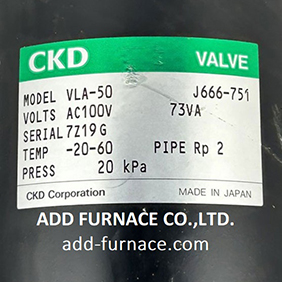 CKD VALVE
MODEL VLA-50 J666-751
VOLTS AC100V 73VA
SERIAL 7Z19G
TEMP -20-60 PIPE Rp 2
PRESS 20 kPa
CKD Corporation MADE IN JAPAN
ADD FURNACE CO.,LTD.
add-furnace.com